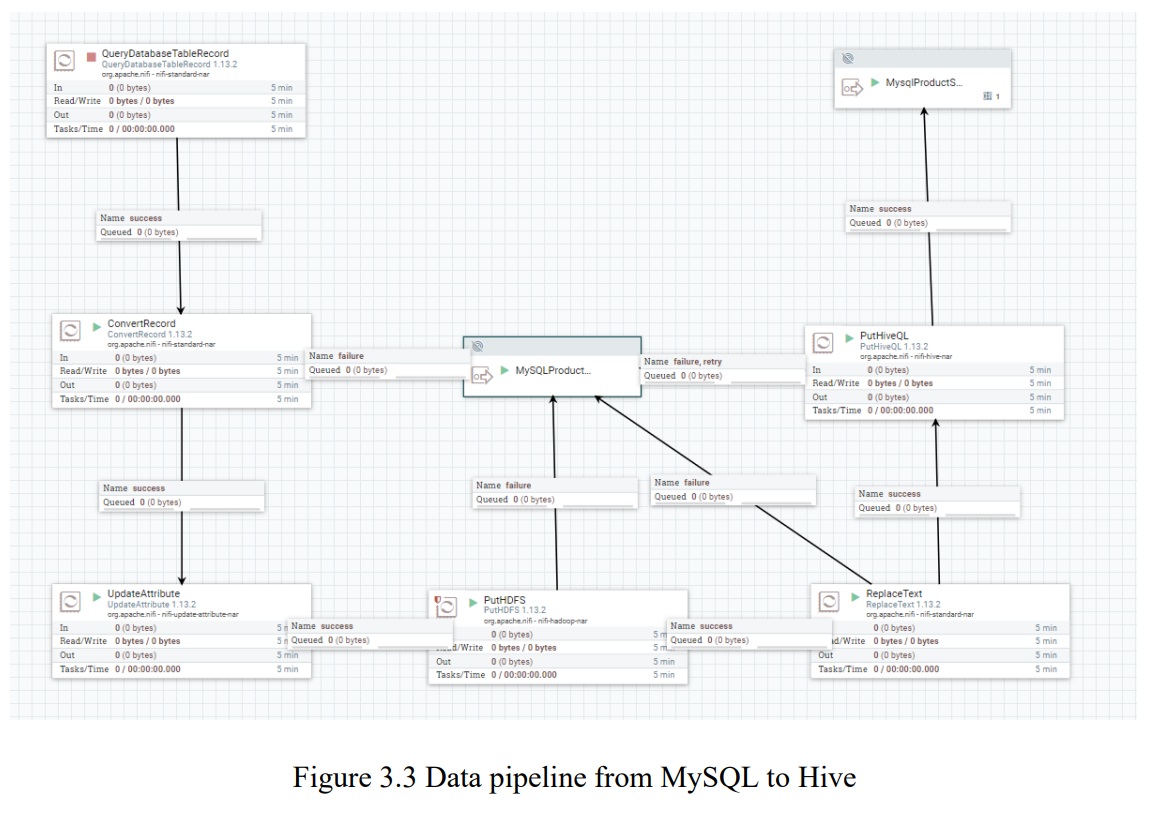 QueryDatabaseTableRecord
QueryDatabaseTableRecord 1.13.2
org.apache.nifi - nifi-standard-nar
In 0 (0 bytes) 5 min
Read/Write 0 bytes / 0 bytes 5 min
Out 0 (0 bytes) 5 min
Tasks/Time 0 / 00:00:00.000 5 min
MysqlProductS...
1
Name success
Queued 0 (0 bytes)
Name success
Queued 0 (0 bytes)
ConvertRecord
ConvertRecord 1.13.2
org.apache.nifi - nifi-standard-nar
In 0 (0 bytes) 5 min
Read/Write 0 bytes / 0 bytes 5 min
Out 0 (0 bytes) 5 min
Tasks/Time 0 / 00:00:00.000 5 min
Name failure
Queued 0 (0 bytes)
MySQLProduct...
Name failure, retry
Queued 0 (0 bytes)
PutHiveQL
PutHiveQL 1.13.2
org.apache.nifi - nifi-hive-nar
In 0 (0 bytes) 5 min
Read/Write 0 bytes / 0 bytes 5 min
Out 0 (0 bytes) 5 min
Tasks/Time 0 / 00:00:00.000 5 min
Name success
Queued 0 (0 bytes)
Name failure
Queued 0 (0 bytes)
Name failure
Queued 0 (0 bytes)
Name success
Queued 0 (0 bytes)
UpdateAttribute
UpdateAttribute 1.13.2
org.apache.nifi - nifi-update-attribute-nar
In 0 (0 bytes)
Read/Write 0 bytes / 0 bytes
Out 0 (0 bytes) 5 min
Tasks/Time 0 / 00:00:00.000 5 min
Name success
Queued 0 (0 bytes)
PutHDFS
PutHDFS 1.13.2
org.apache.nifi - nifi-hadoop-nar
0 (0 bytes)
0 bytes / 0 bytes
Out 0 (0 bytes) 5 min
Tasks/Time 0 / 00:00:00.000 5 min
Name success
Queued 0 (0 bytes)
ReplaceText
ReplaceText 1.13.2
org.apache.nifi - nifi-standard-nar
0 (0 bytes) 5 min
0 bytes / 0 bytes 5 min
Out 0 (0 bytes) 5 min
Tasks/Time 0 / 00:00:00.000 5 min
Figure 3.3 Data pipeline from MySQL to Hive